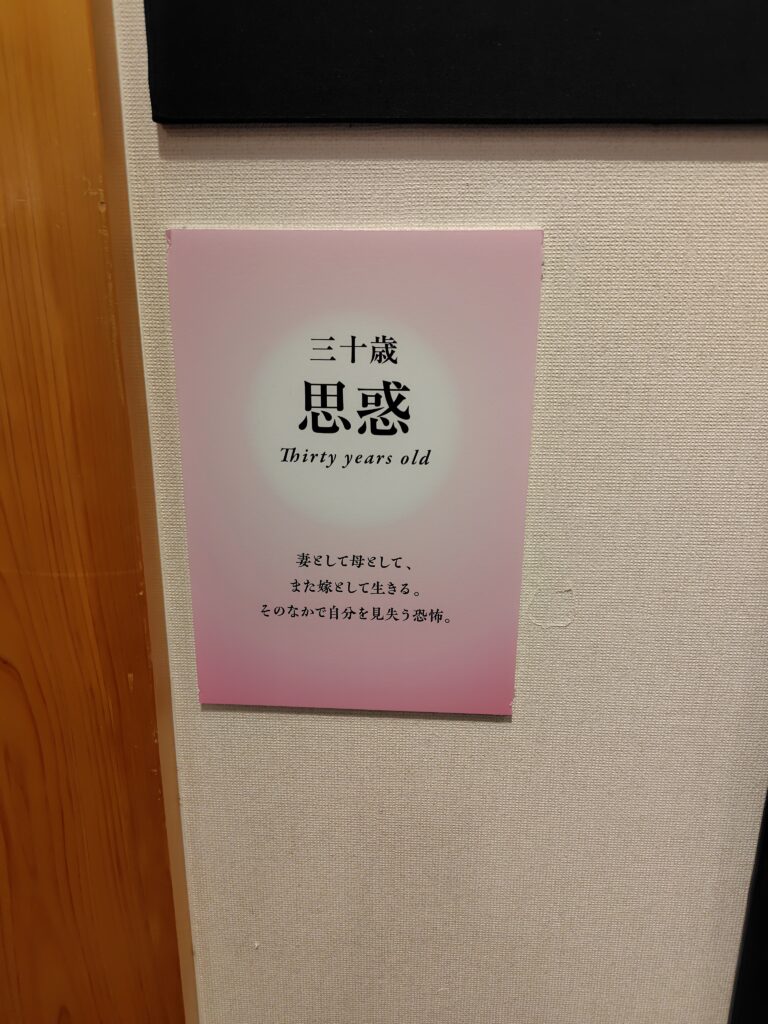 三十歳
思惑
Thirty years old
妻として母として、
また嫁として生きる。
そのなかで自分を見失う恐怖。